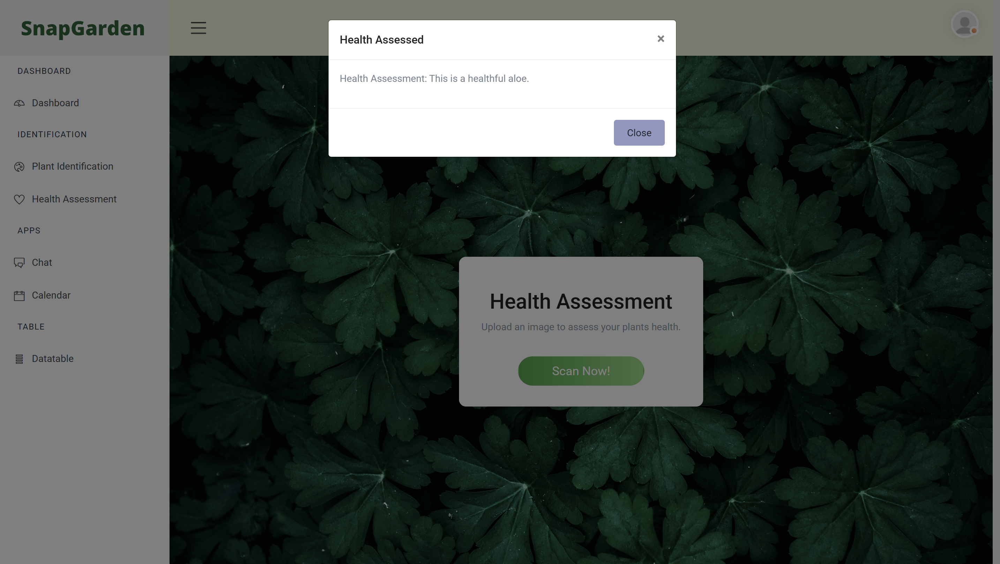 SnapGarden
DASHBOARD
Dashboard
IDENTIFICATION
Plant Identification
Health Assessment
APPS
Chat
Calendar
TABLE
Datatable
Health Assessed
×
Health Assessment: This is a healthful aloe.
Close
Health Assessment
Upload an image to assess your plants health.
Scan Now!